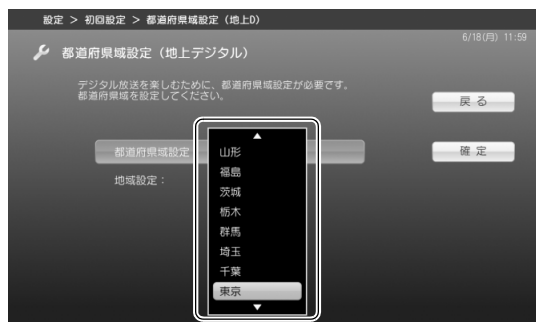 設定 > 初回設定 > 都道府県域設定（地上D）
6/18(月) 11:59
都道府県域設定（地上デジタル）
デジタル放送を楽しむために、都道府県域設定が必要です。
都道府県域を設定してください。
戻る
都道府県域設定
確定
地域設定：
山形
福島
茨城
栃木
群馬
埼玉
千葉
東京